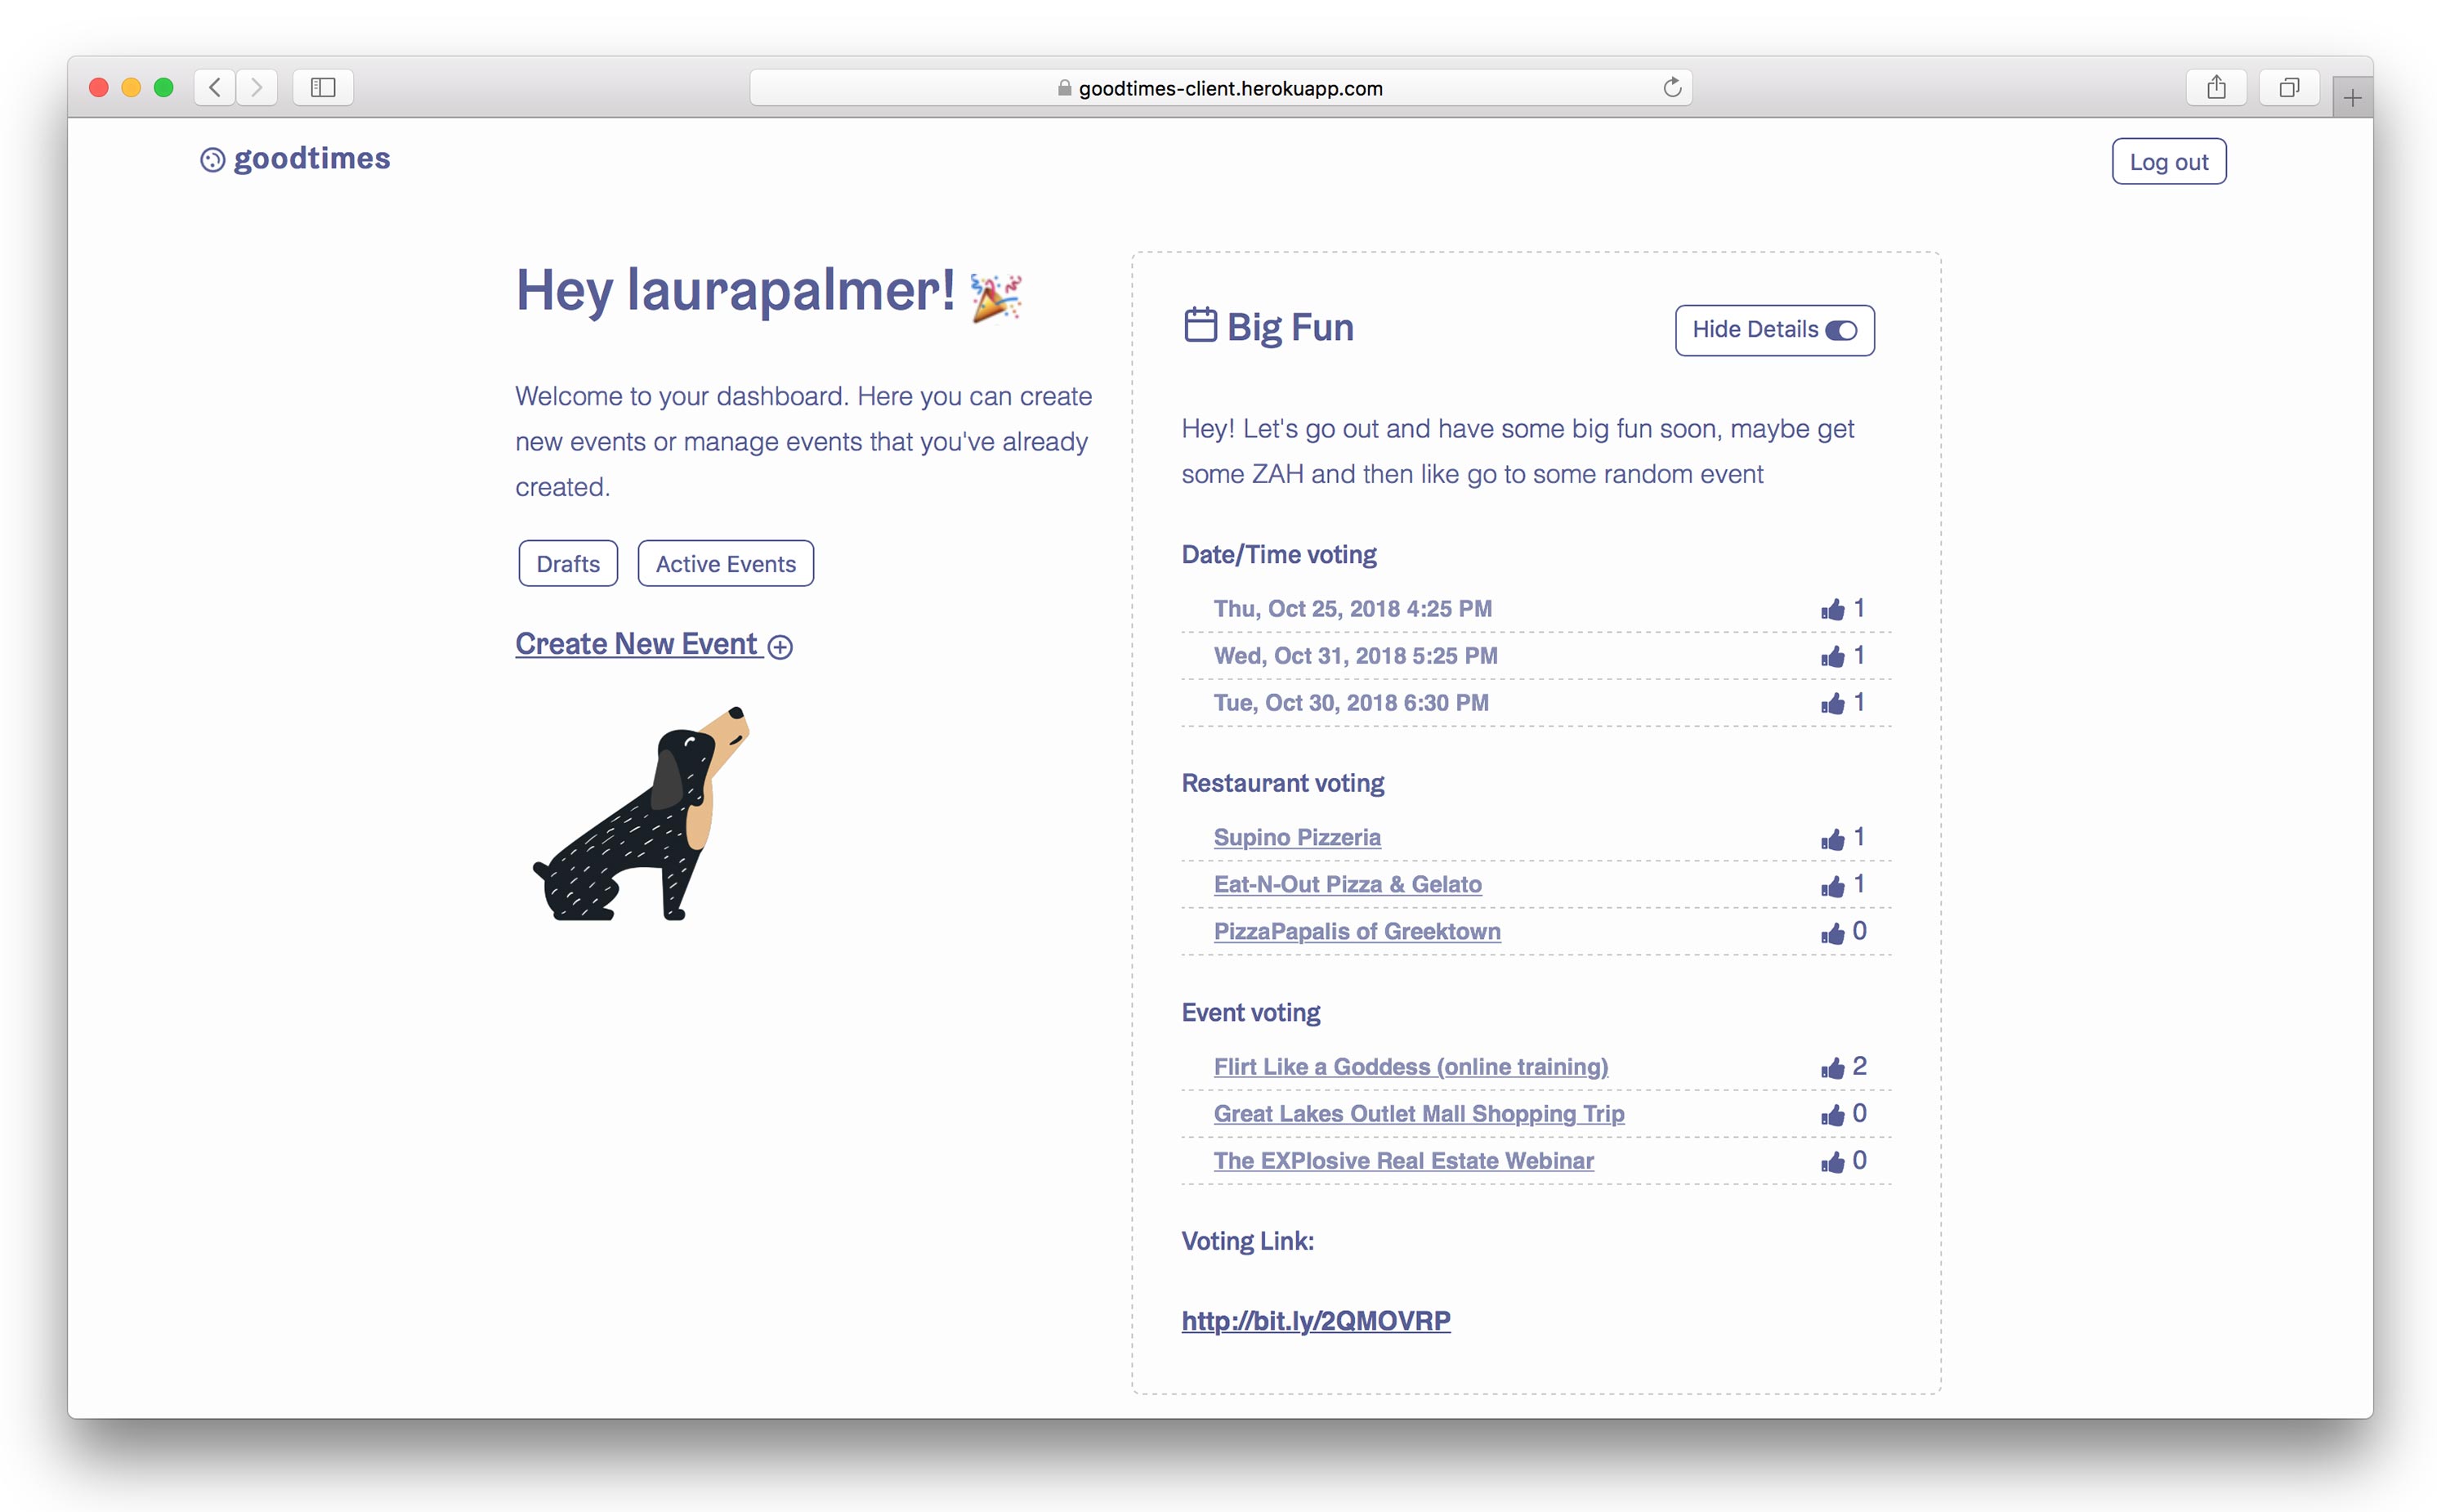 goodtimes-client.herokuapp.com
goodtimes
Log out
Hey laurapalmer!
Welcome to your dashboard. Here you can create
new events or manage events that you've already
created.
Drafts
Active Events
Create New Event
Big Fun
Hide Details
Hey! Let's go out and have some big fun soon, maybe get
some ZAH and then like go to some random event
Date/Time voting
Thu, Oct 25, 2018 4:25 PM 1
Wed, Oct 31, 2018 5:25 PM 1
Tue, Oct 30, 2018 6:30 PM 1
Restaurant voting
Supino Pizzeria 1
Eat-N-Out Pizza & Gelato 1
PizzaPapalis of Greektown 0
Event voting
Flirt Like a Goddess (online training) 2
Great Lakes Outlet Mall Shopping Trip 0
The EXPlosive Real Estate Webinar 0
Voting Link:
http://bit.ly/2QMOVRP